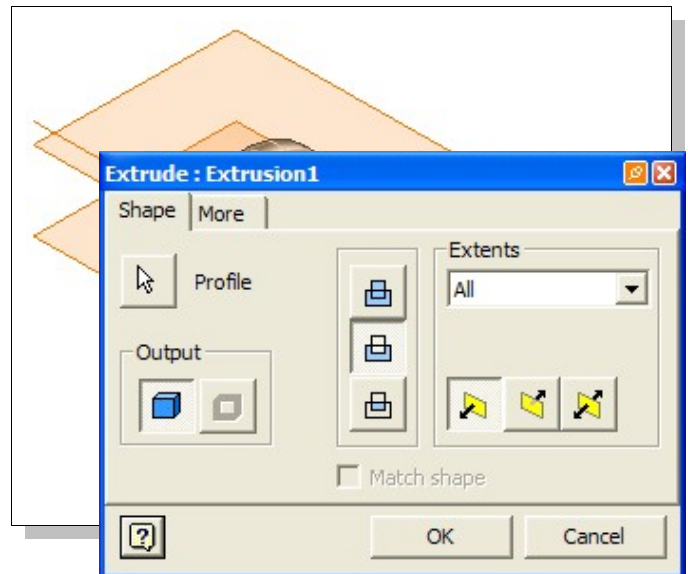 Extrude : Extrusion1
Shape
More
Profile
Extents
All
Output
Match shape
OK
Cancel